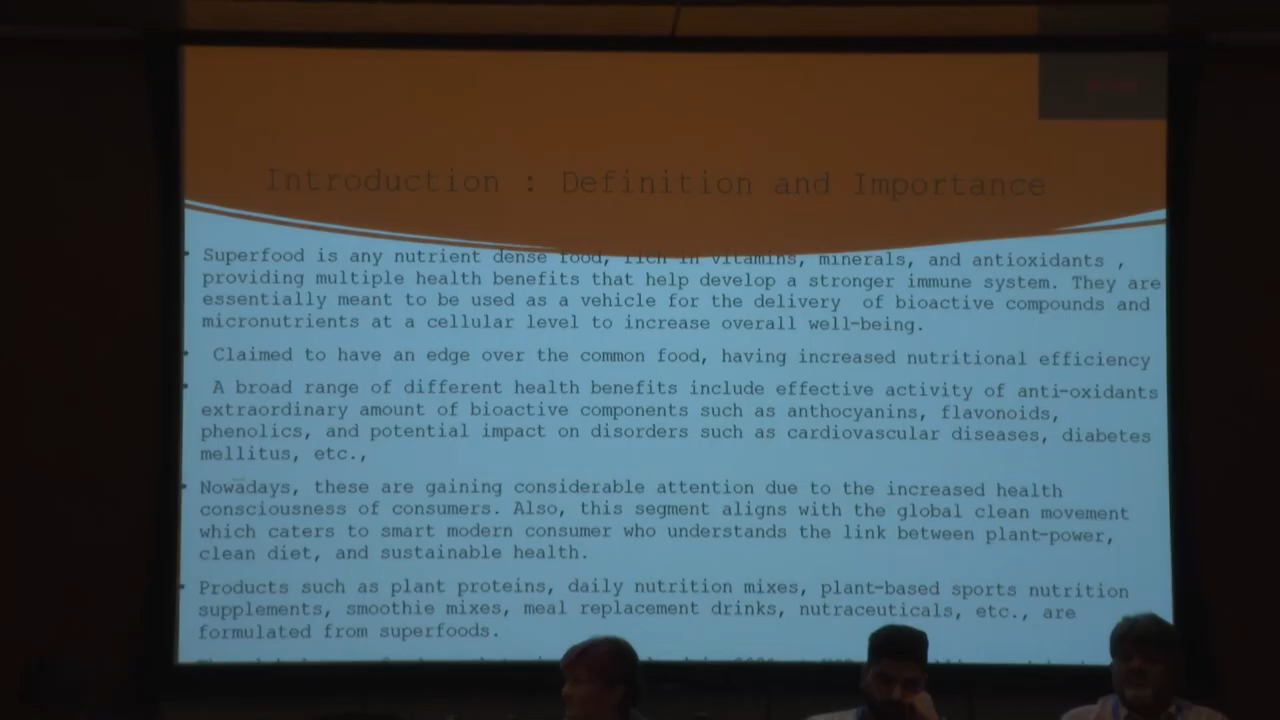 Introduction : Definition and Importance
Superfood is any nutrient dense food, rich in vitamins, minerals, and antioxidants ,
providing multiple health benefits that help develop a stronger immune system. They are
essentially meant to be used as a vehicle for the delivery of bioactive compounds and
micronutrients at a cellular level to increase overall well-being.
Claimed to have an edge over the common food, having increased nutritional efficiency
A broad range of different health benefits include effective activity of anti-oxidants
extraordinary amount of bioactive components such as anthocyanins, flavonoids,
phenolics, and potential impact on disorders such as cardiovascular diseases, diabetes
mellitus, etc.,
Nowadays, these are gaining considerable attention due to the increased health
consciousness of consumers. Also, this segment aligns with the global clean movement
which caters to smart modern consumer who understands the link between plant-power,
clean diet, and sustainable health.
Products such as plant proteins, daily nutrition mixes, plant-based sports nutrition
supplements, smoothie mixes, meal replacement drinks, nutraceuticals, etc., are
formulated from superfoods.